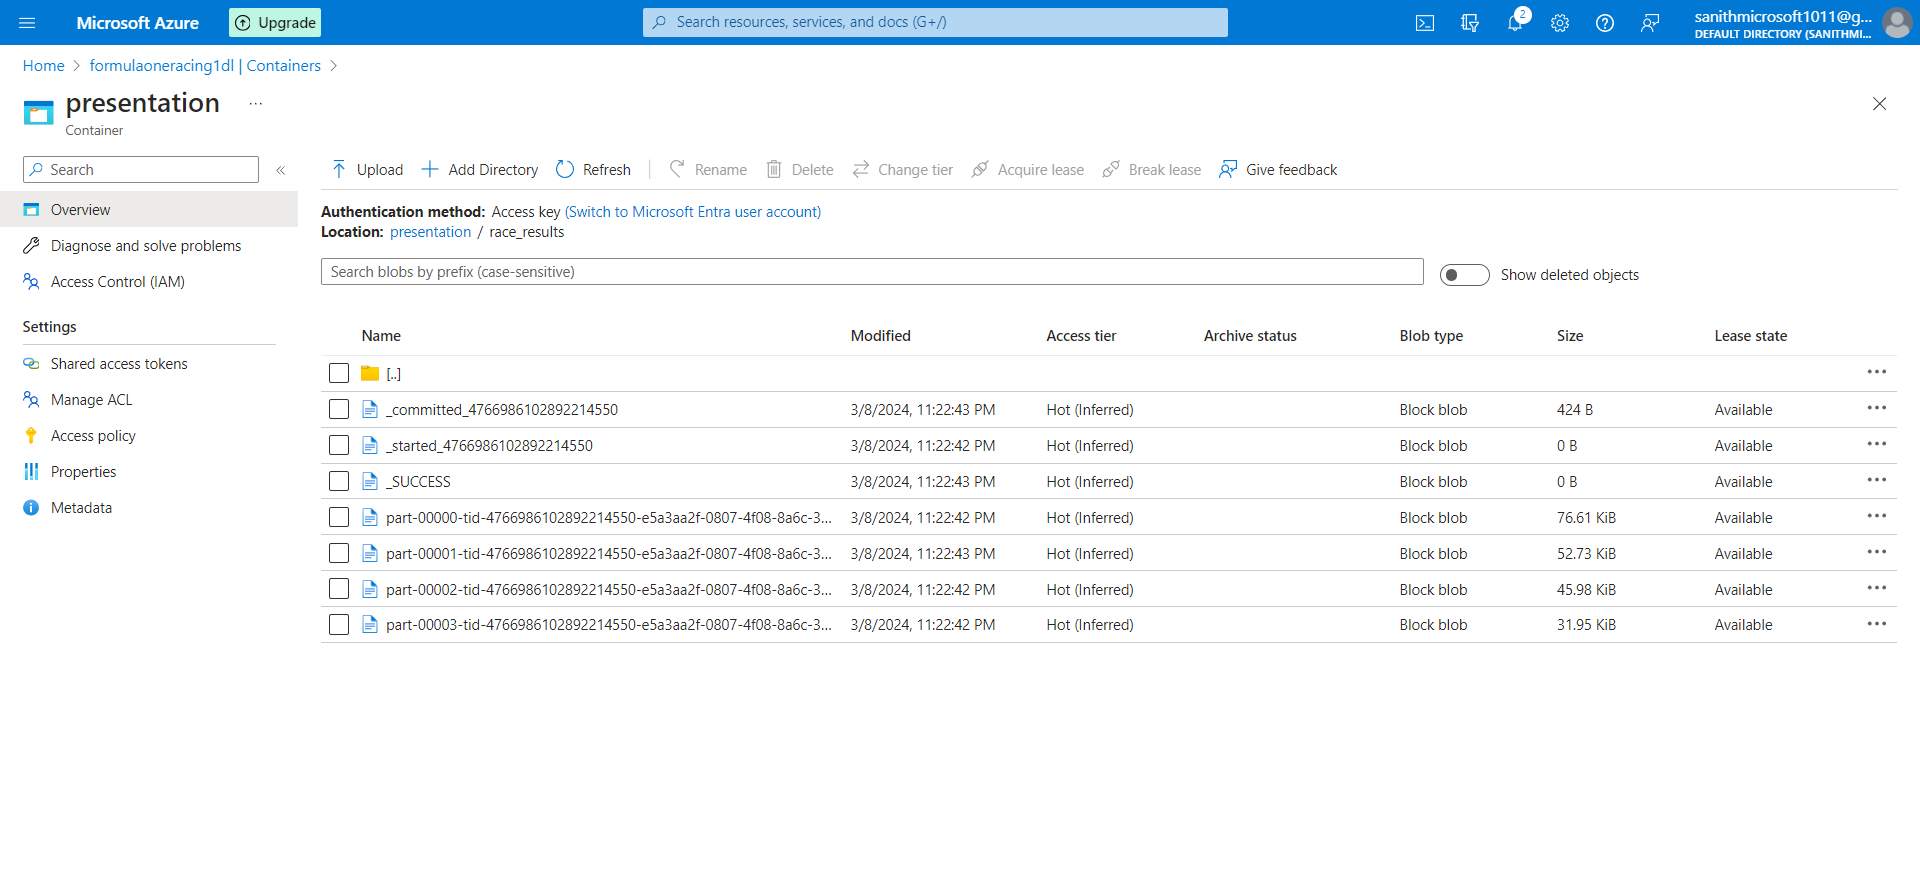 Microsoft Azure
Upgrade
Search resources, services, and docs (G+/)
2
sanithmicrosoft1011@g...
DEFAULT DIRECTORY (SANITHMI...
Home > formulaoneracing1dl | Containers >
presentation ...
Container
Search «
Overview
Diagnose and solve problems
Access Control (IAM)
Settings
Shared access tokens
Manage ACL
Access policy
Properties
Metadata
Upload Add Directory Refresh Rename Delete Change tier Acquire lease Break lease Give feedback
Authentication method: Access key (Switch to Microsoft Entra user account)
Location: presentation / race_results
Search blobs by prefix (case-sensitive)
Show deleted objects
Name Modified Access tier Archive status Blob type Size Lease state
[..]
_committed_4766986102892214550 3/8/2024, 11:22:43 PM Hot (Inferred) Block blob 424 B Available
_started_4766986102892214550 3/8/2024, 11:22:42 PM Hot (Inferred) Block blob 0 B Available
_SUCCESS 3/8/2024, 11:22:43 PM Hot (Inferred) Block blob 0 B Available
part-00000-tid-4766986102892214550-e5a3aa2f-0807-4f08-8a6c-3... 3/8/2024, 11:22:42 PM Hot (Inferred) Block blob 76.61 KiB Available
part-00001-tid-4766986102892214550-e5a3aa2f-0807-4f08-8a6c-3... 3/8/2024, 11:22:43 PM Hot (Inferred) Block blob 52.73 KiB Available
part-00002-tid-4766986102892214550-e5a3aa2f-0807-4f08-8a6c-3... 3/8/2024, 11:22:42 PM Hot (Inferred) Block blob 45.98 KiB Available
part-00003-tid-4766986102892214550-e5a3aa2f-0807-4f08-8a6c-3... 3/8/2024, 11:22:42 PM Hot (Inferred) Block blob 31.95 KiB Available